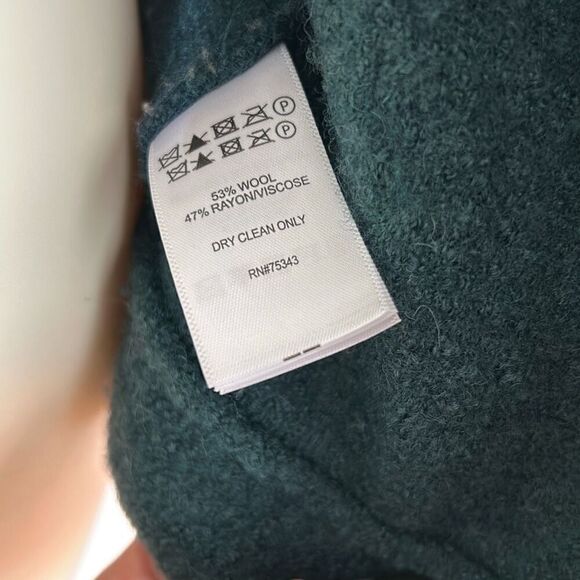 P
P
53% WOOL
47% RAYON/VISCOSE
DRY CLEAN ONLY
RN#75343